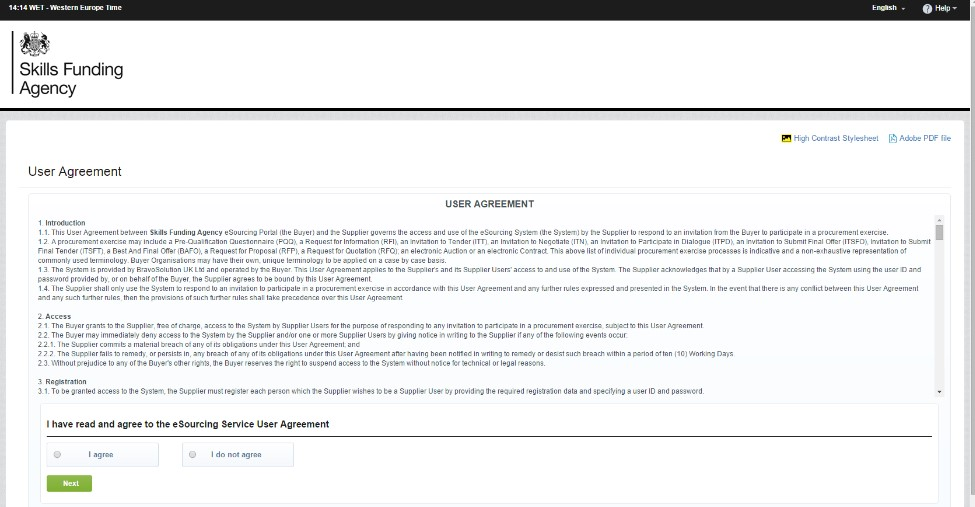 14:14 WET - Western Europe Time
English
Help
Skills Funding
Agency
High Contrast Stylesheet
Adobe PDF file
User Agreement
USER AGREEMENT
1. Introduction
1.1. This User Agreement between Skills Funding Agency eSourcing Portal (the Buyer) and the Supplier governs the access and use of the eSourcing System (the System) by the Supplier to respond to an invitation from the Buyer to participate in a procurement exercise.
1.2. A procurement exercise may include a Pre-Qualification Questionnaire (PQQ), a Request for Information (RFI), an Invitation to Tender (ITT), an Invitation to Negotiate (ITN), an Invitation to Participate in Dialogue (ITPD), an Invitation to Submit Final Offer (ITSFO), Invitation to Submit
Final Tender (ITSFT), a Best And Final Offer (BAFO), a Request for Proposal (RFP), a Request for Quotation (RFQ); an electronic Auction or an electronic Contract. This above list of individual procurement exercise processes is indicative and a non-exhaustive representation of
commonly used terminology. Buyer Organisations may have their own, unique terminology to be applied on a case by case basis.
1.3. The System is provided by BravoSolution UK Ltd and operated by the Buyer. This User Agreement applies to the Supplier's and its Supplier Users' access to and use of the System. The Supplier acknowledges that by a Supplier User accessing the System using the user ID and
password provided by, or on behalf of the Buyer, the Supplier agrees to be bound by this User Agreement.
1.4. The Supplier shall only use the System to respond to an invitation to participate in a procurement exercise in accordance with this User Agreement and any further rules expressed and presented in the System. In the event that there is any conflict between this User Agreement
and any such further rules, then the provisions of such further rules shall take precedence over this User Agreement.
2. Access
2.1. The Buyer grants to the Supplier, free of charge, access to the System by Supplier Users for the purpose of responding to any invitation to participate in a procurement exercise, subject to this User Agreement.
2.2. The Buyer may immediately deny access to the System by the Supplier and/or one or more Supplier Users by giving notice in writing to the Supplier if any of the following events occur:
2.2.1. The Supplier commits a material breach of any of its obligations under this User Agreement; and
2.2.2. The Supplier fails to remedy, or persists in, any breach of any of its obligations under this User Agreement after having been notified in writing to remedy or desist such breach within a period of ten (10) Working Days.
2.3. Without prejudice to any of the Buyer's other rights, the Buyer reserves the right to suspend access to the System without notice for technical or legal reasons.
3. Registration
3.1. To be granted access to the System, the Supplier must register each person which the Supplier wishes to be a Supplier User by providing the required registration data and specifying a user ID and password.
I have read and agree to the eSourcing Service User Agreement
I agree
I do not agree
Next